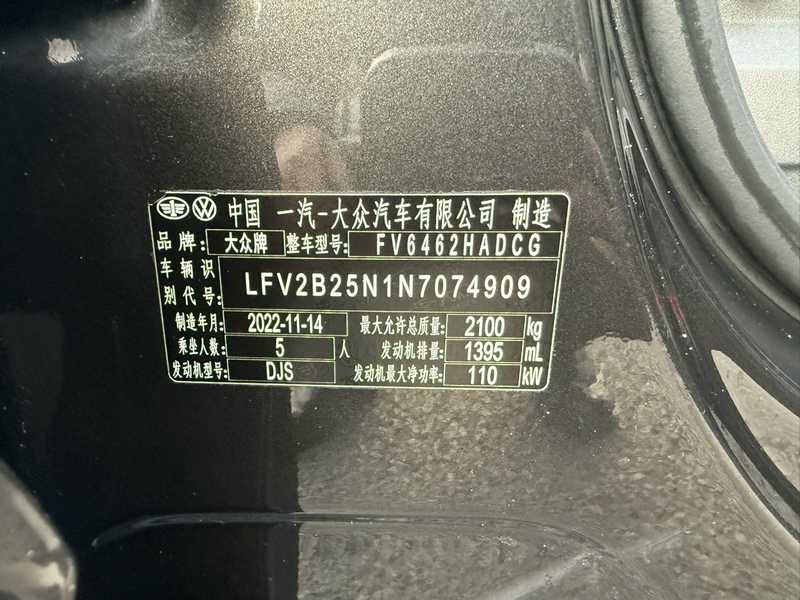 中国 一汽-大众汽车有限公司 制造
品牌: 大众牌 整车型号: FV6462HADCG
车辆识别代号: LFV2B25N1N7074909
制造年月: 2022-11-14 最大允许总质量: 2100 kg
乘坐人数: 5 人 发动机排量: 1395 mL
发动机型号: DJS 发动机最大净功率: 110 kW